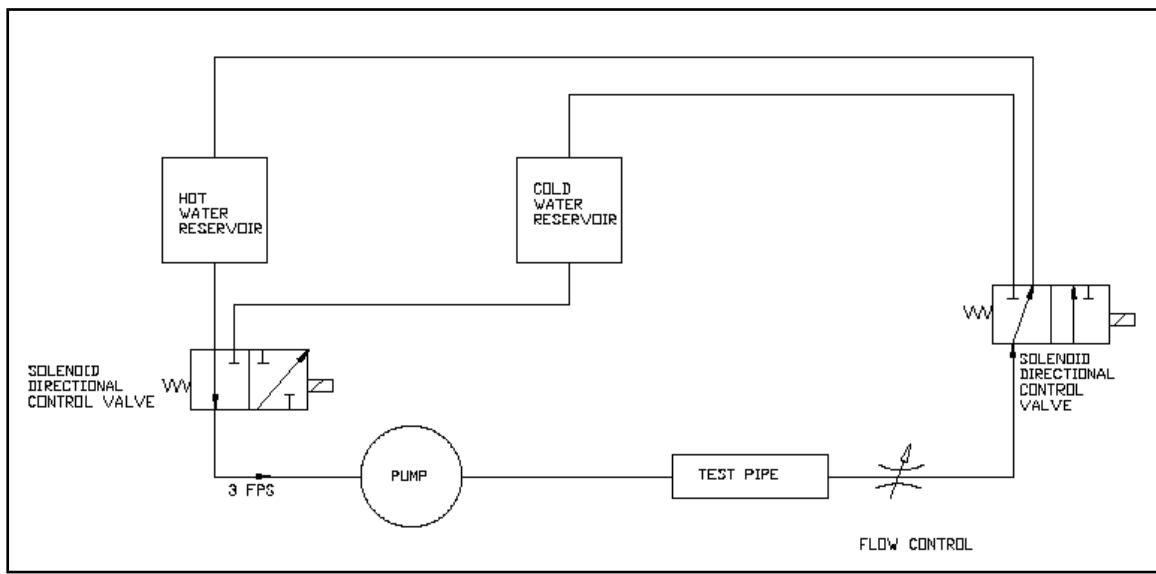 HOT
WATER
RESERVOIR
COLD
WATER
RESERVOIR
SOLENOID
DIRECTIONAL
CONTROL VALVE
SOLENOID
DIRECTIONAL
CONTROL
VALVE
3 FPS
PUMP
TEST PIPE
FLOW CONTROL